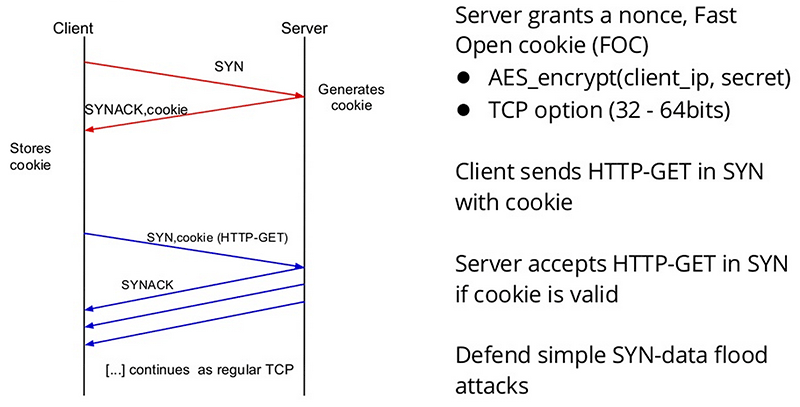 Client
Server
SYN
Generates
cookie
SYNACK,cookie
Stores
cookie
SYN,cookie (HTTP-GET)
SYNACK
[...] continues as regular TCP
Server grants a nonce, Fast
Open cookie (FOC)
● AES_encrypt(client_ip, secret)
● TCP option (32 - 64bits)
Client sends HTTP-GET in SYN
with cookie
Server accepts HTTP-GET in SYN
if cookie is valid
Defend simple SYN-data flood
attacks